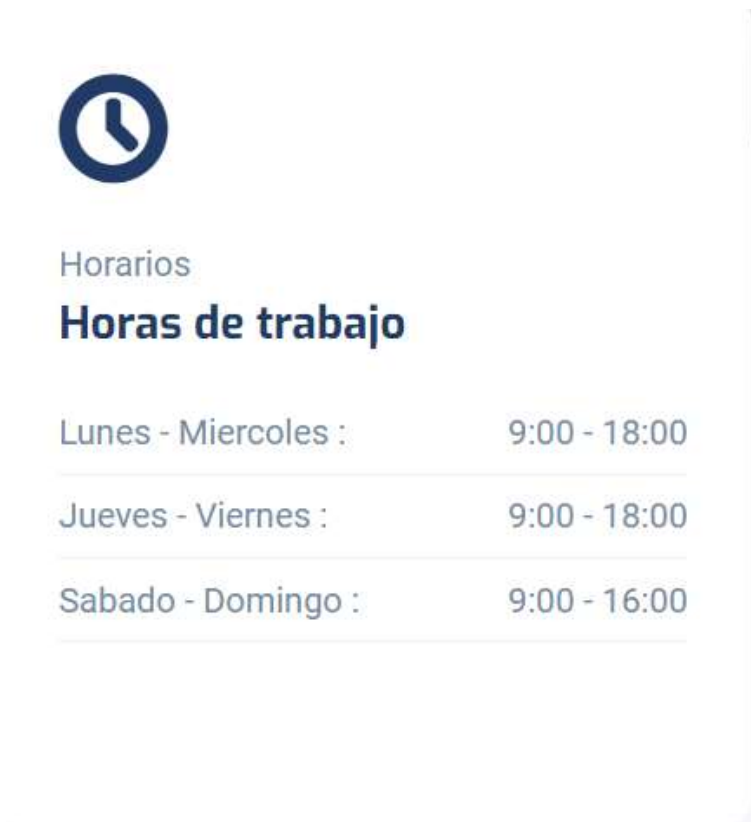 Horarios
Horas de trabajo
Lunes - Miercoles : 9:00 - 18:00
Jueves - Viernes : 9:00 - 18:00
Sabado - Domingo : 9:00 - 16:00